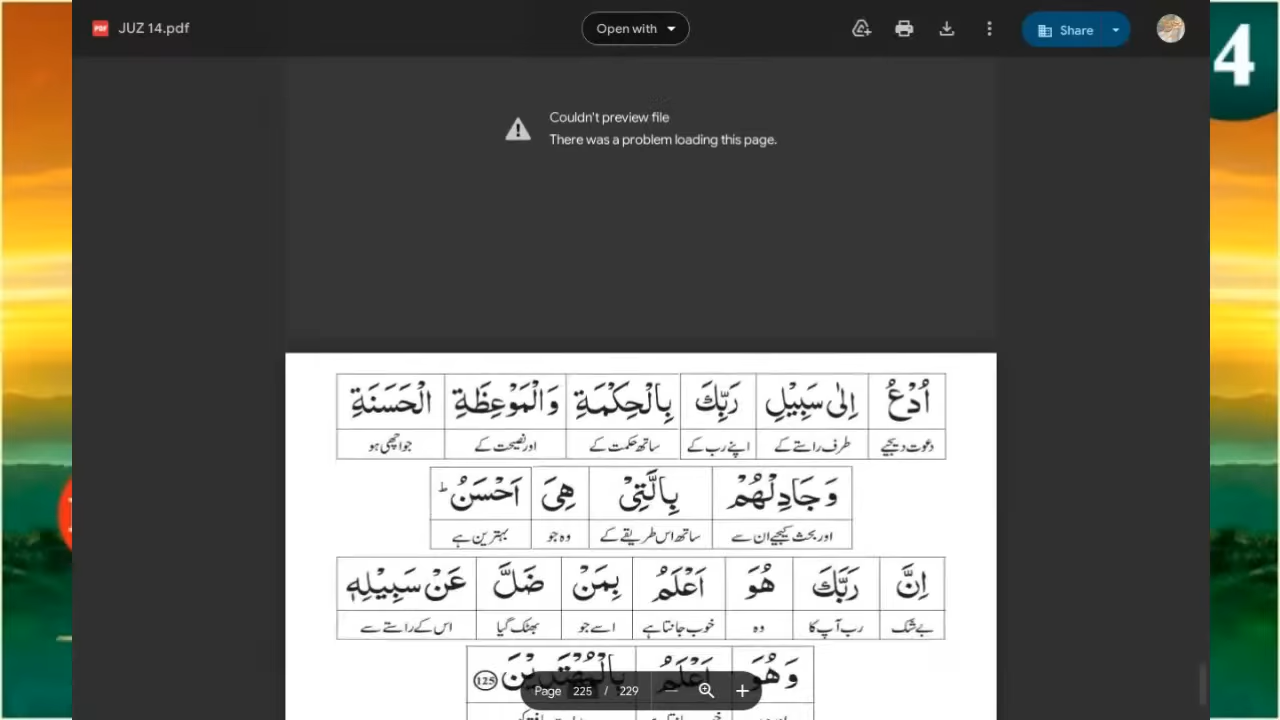 JUZ 14.pdf
Open with
Share
4
Couldn't preview file
There was a problem loading this page.
اُدْعُ اِلٰى سَبِيْلِ رَبِّكَ بِالْحِكْمَةِ وَالْمَوْعِظَةِ الْحَسَنَةِ
دعوت دیجیے طرف راستے کے اپنے رب کے ساتھ حکمت کے اور نصیحت کے جو اچھی ہو
وَجَادِلْهُمْ بِالَّتِىْ هِىَ اَحْسَنُ ؕ
اور بحث کیجیے ان سے ساتھ اس طریقے کے وہ جو بہترین ہے
اِنَّ رَبَّكَ هُوَ اَعْلَمُ بِمَنْ ضَلَّ عَنْ سَبِيْلِهٖ
بے شک رب آپ کا وہ خوب جانتا ہے اسے جو بھٹک گیا اس کے راستے سے
وَهُوَ اَعْلَمُ بِالْمُهْتَدِيْنَ 125
Page 225 / 229